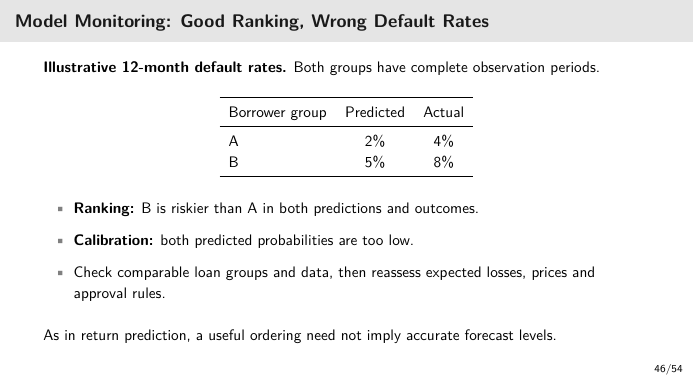 Model Monitoring: Good Ranking, Wrong Default Rates
Illustrative 12-month default rates. Both groups have complete observation periods.
Borrower group Predicted Actual
A 2% 4%
B 5% 8%
Ranking: B is riskier than A in both predictions and outcomes.
Calibration: both predicted probabilities are too low.
Check comparable loan groups and data, then reassess expected losses, prices and
approval rules.
As in return prediction, a useful ordering need not imply accurate forecast levels.
46/54